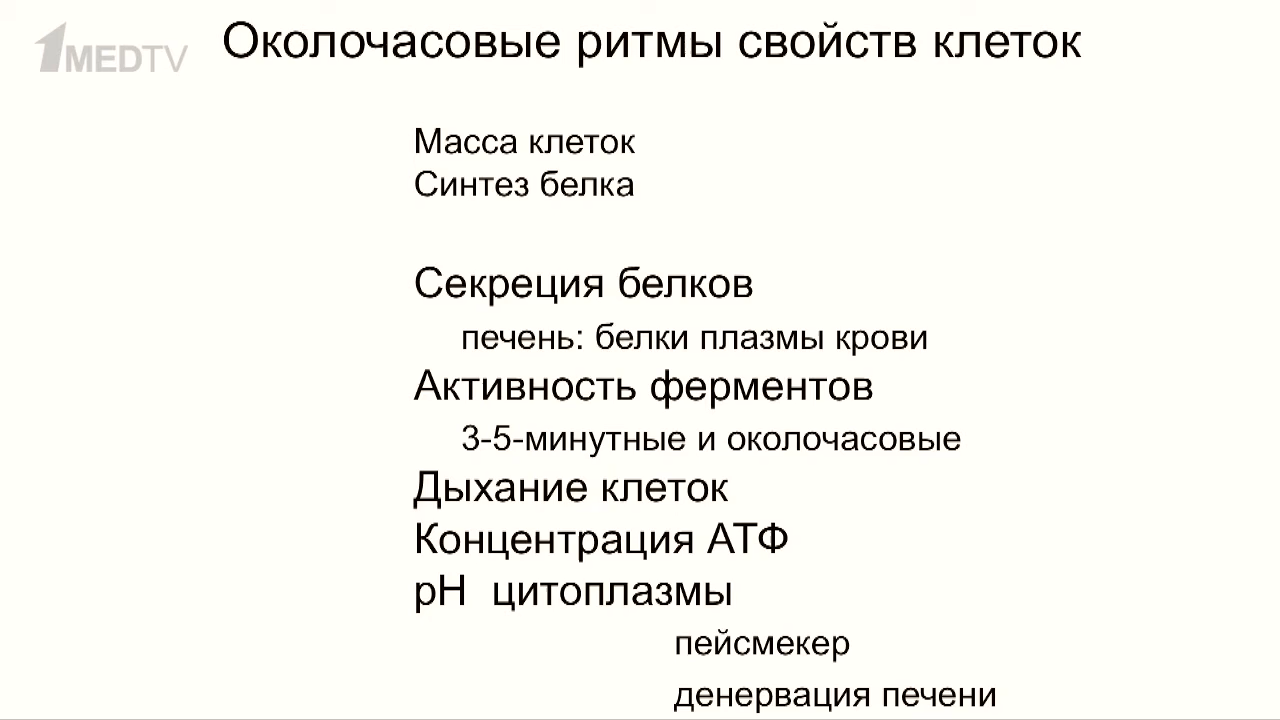 1MEDTV
Околочасовые ритмы свойств клеток
Масса клеток
Синтез белка
Секреция белков
печень: белки плазмы крови
Активность ферментов
3-5-минутные и околочасовые
Дыхание клеток
Концентрация АТФ
рН цитоплазмы
пейсмекер
денервация печени